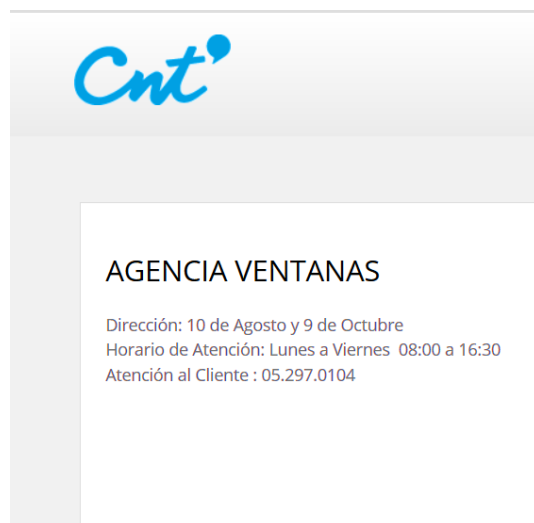 Cnt
AGENCIA VENTANAS
Dirección: 10 de Agosto y 9 de Octubre
Horario de Atención: Lunes a Viernes  08:00 a 16:30
Atención al Cliente : 05.297.0104